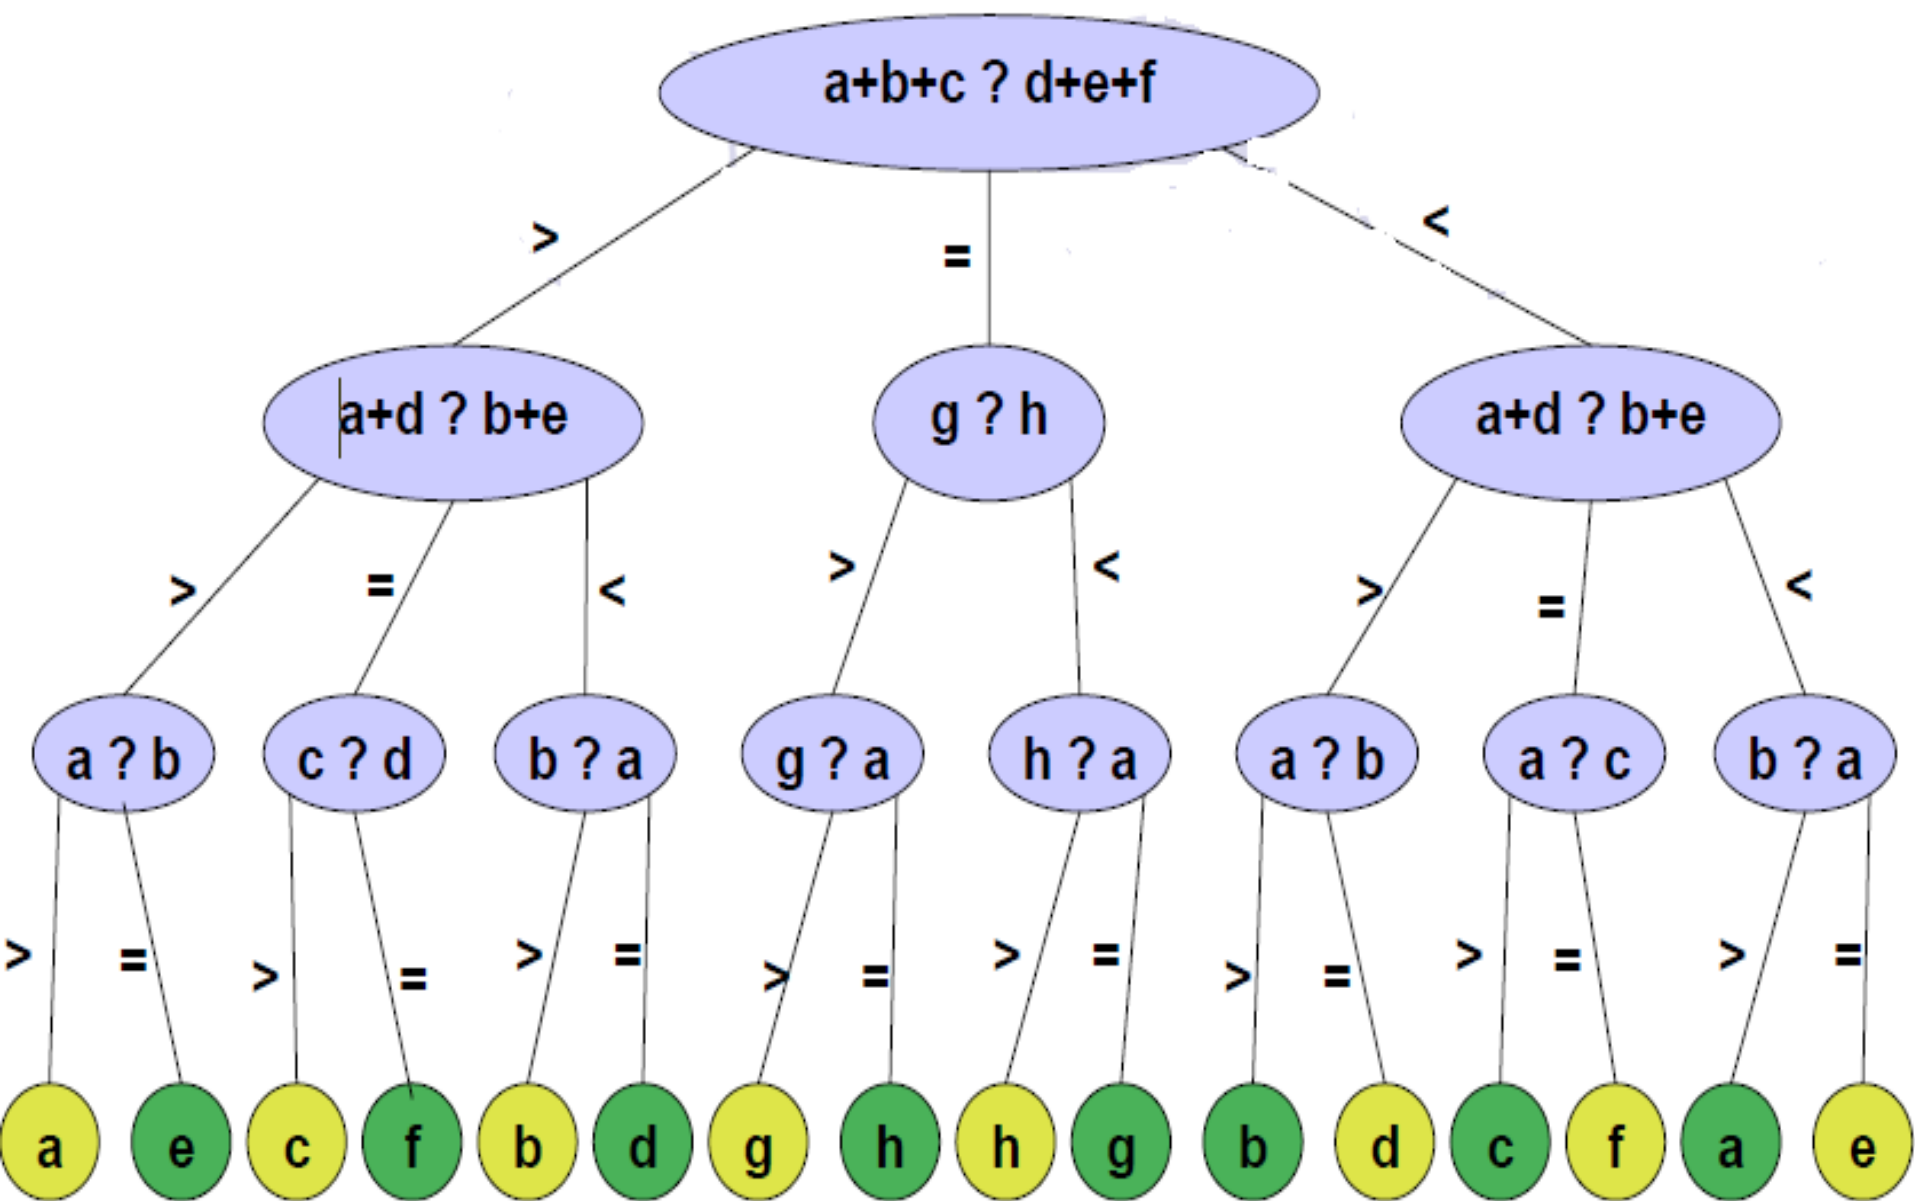 a+b+c ? d+e+f
> = <
a+d ? b+e g ? h a+d ? b+e
> = < > < > = <
a ? b c ? d b ? a g ? a h ? a a ? b a ? c b ? a
> = > = > = > = > = > = > = > =
a e c f b d g h h g b d c f a e